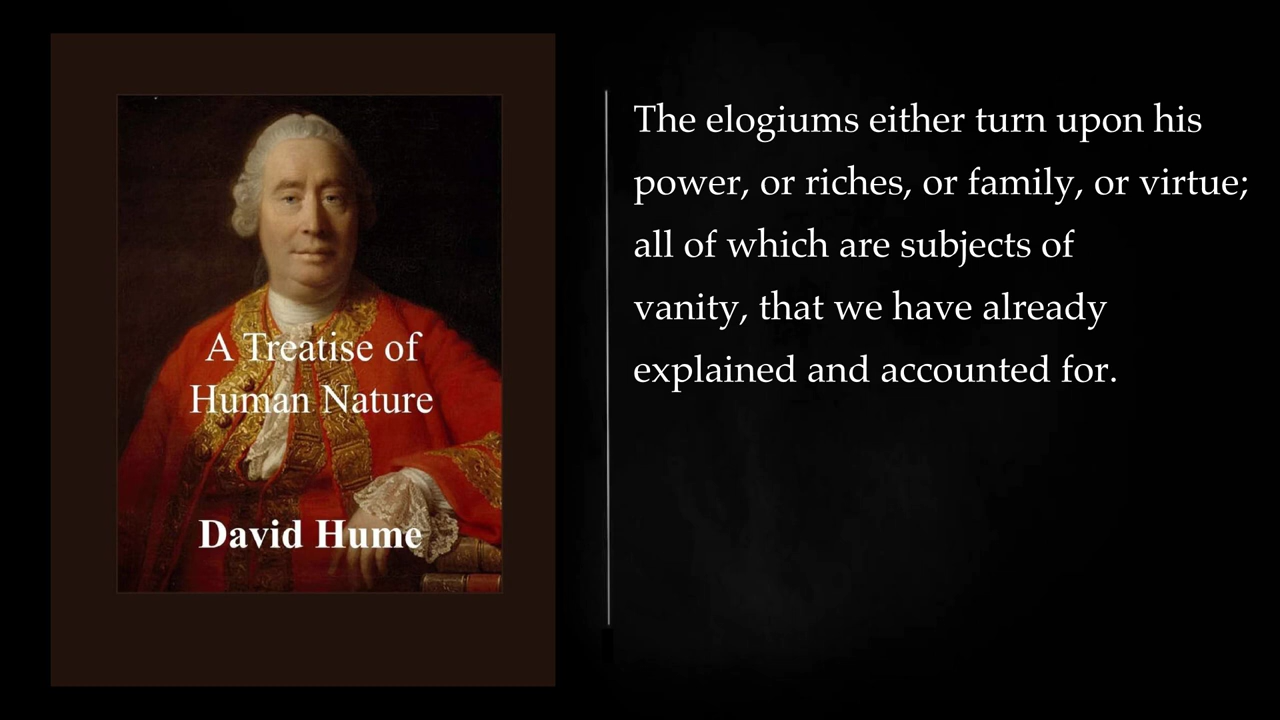 A Treatise of
Human Nature
David Hume
The elogiums either turn upon his
power, or riches, or family, or virtue;
all of which are subjects of
vanity, that we have already
explained and accounted for.